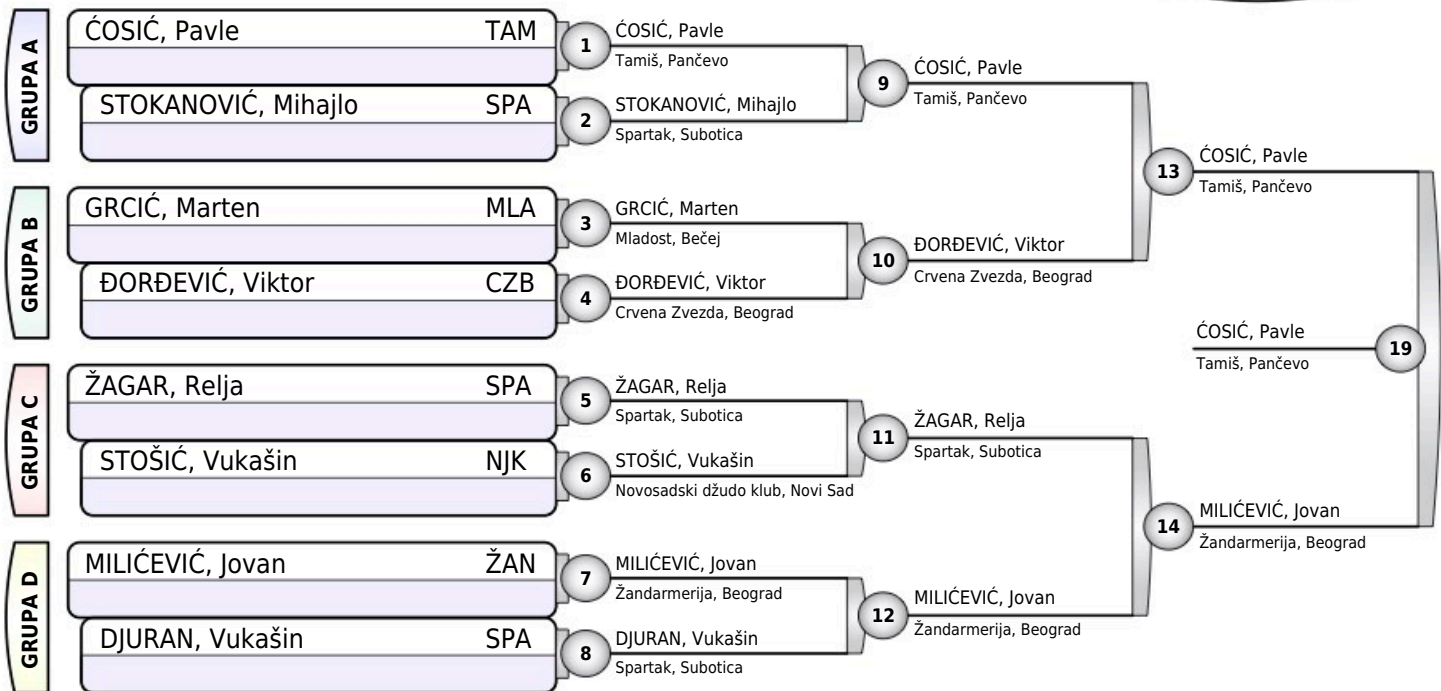 GRUPA A
ĆOSIĆ, Pavle TAM
STOKANOVIĆ, Mihajlo SPA
1
ĆOSIĆ, Pavle
Tamiš, Pančevo
2
STOKANOVIĆ, Mihajlo
Spartak, Subotica
9
ĆOSIĆ, Pavle
Tamiš, Pančevo
GRUPA B
GRCIĆ, Marten MLA
ĐORĐEVIĆ, Viktor CZB
3
GRCIĆ, Marten
Mladost, Bečej
4
ĐORĐEVIĆ, Viktor
Crvena Zvezda, Beograd
10
ĐORĐEVIĆ, Viktor
Crvena Zvezda, Beograd
13
ĆOSIĆ, Pavle
Tamiš, Pančevo
ĆOSIĆ, Pavle
Tamiš, Pančevo
19
GRUPA C
ŽAGAR, Relja SPA
STOŠIĆ, Vukašin NJK
5
ŽAGAR, Relja
Spartak, Subotica
6
STOŠIĆ, Vukašin
Novosadski džudo klub, Novi Sad
11
ŽAGAR, Relja
Spartak, Subotica
GRUPA D
MILIĆEVIĆ, Jovan ŽAN
DJURAN, Vukašin SPA
7
MILIĆEVIĆ, Jovan
Žandarmerija, Beograd
8
DJURAN, Vukašin
Spartak, Subotica
12
MILIĆEVIĆ, Jovan
Žandarmerija, Beograd
14
MILIĆEVIĆ, Jovan
Žandarmerija, Beograd